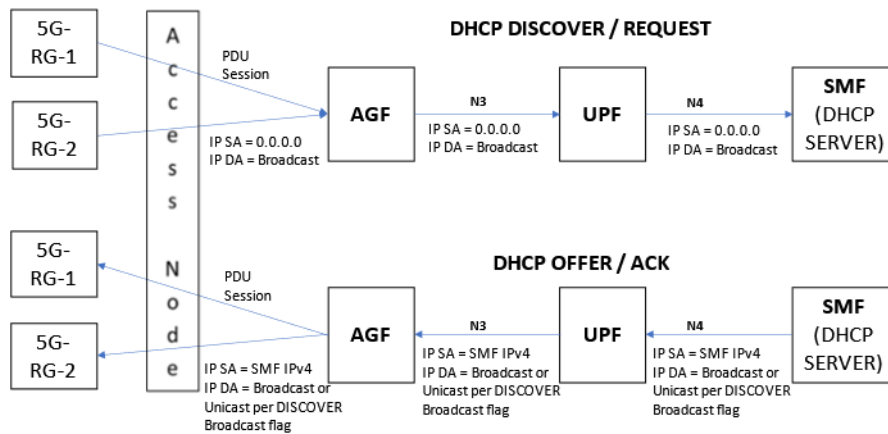 5G-
RG-1
5G-
RG-2
Access Node
DHCP DISCOVER / REQUEST
PDU
Session
AGF
N3
UPF
N4
SMF
(DHCP
SERVER)
IP SA = 0.0.0.0
IP DA = Broadcast
IP SA = 0.0.0.0
IP DA = Broadcast
IP SA = 0.0.0.0
IP DA = Broadcast
5G-
RG-1
5G-
RG-2
DHCP OFFER / ACK
PDU
Session
AGF
N3
UPF
N4
SMF
(DHCP
SERVER)
IP SA = SMF IPv4
IP DA = Broadcast or
Unicast per DISCOVER
Broadcast flag
IP SA = SMF IPv4
IP DA = Broadcast or
Unicast per DISCOVER
Broadcast flag
IP SA = SMF IPv4
IP DA = Broadcast or
Unicast per DISCOVER
Broadcast flag